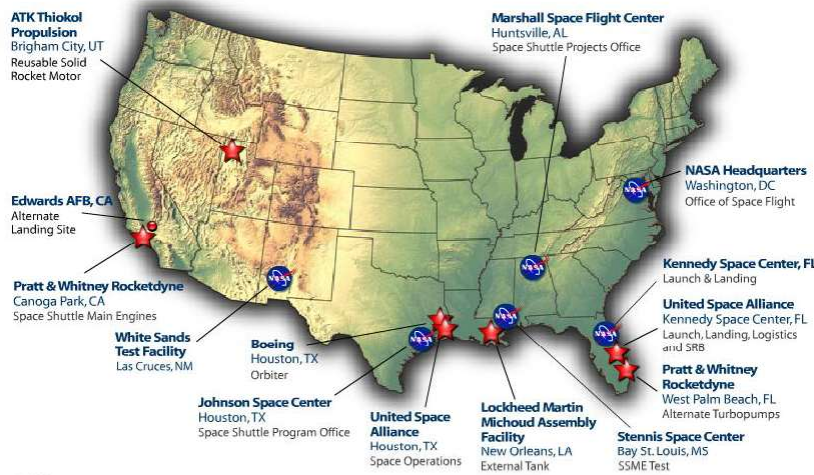 ATK Thiokol
Propulsion
Brigham City, UT
Reusable Solid
Rocket Motor
Marshall Space Flight Center
Huntsville, AL
Space Shuttle Projects Office
NASA Headquarters
Washington, DC
Office of Space Flight
Edwards AFB, CA
Alternate
Landing Site
Pratt & Whitney Rocketdyne
Canoga Park, CA
Space Shuttle Main Engines
White Sands
Test Facility
Las Cruces, NM
Boeing
Houston, TX
Orbiter
Johnson Space Center
Houston, TX
Space Shuttle Program Office
United Space
Alliance
Houston, TX
Space Operations
Lockheed Martin
Michoud Assembly
Facility
New Orleans, LA
External Tank
Stennis Space Center
Bay St. Louis, MS
SSME Test
Kennedy Space Center, FL
Launch & Landing
United Space Alliance
Kennedy Space Center, FL
Launch, Landing, Logistics
and SRB
Pratt & Whitney
Rocketdyne
West Palm Beach, FL
Alternate Turbopumps
NASA
NASA
NASA
NASA
NASA
NASA